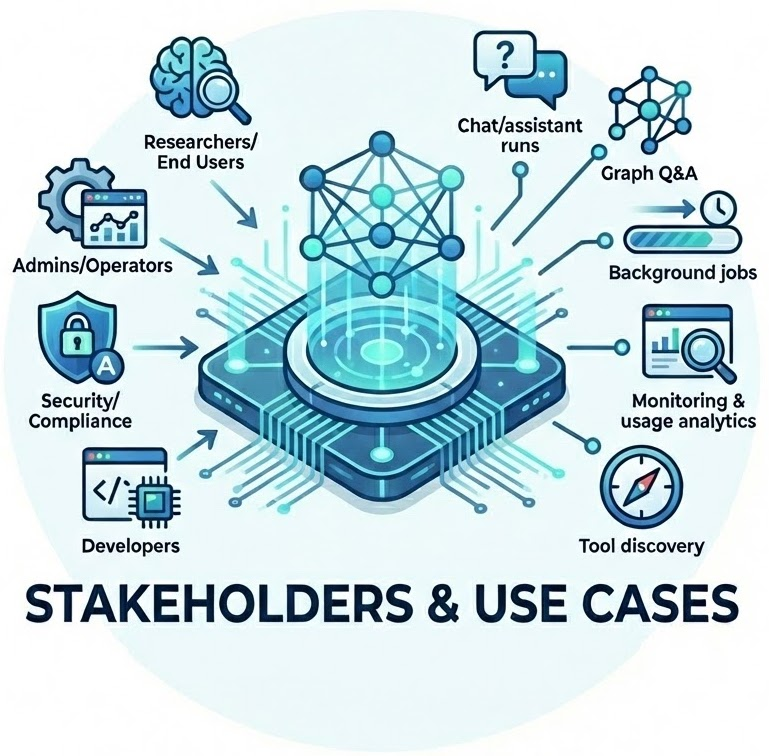 Researchers/
End Users
Admins/Operators
Security/
Compliance
A
</>
Developers
?
Chat/assistant
runs
Graph Q&A
Background jobs
Monitoring &
usage analytics
Tool discovery
STAKEHOLDERS & USE CASES